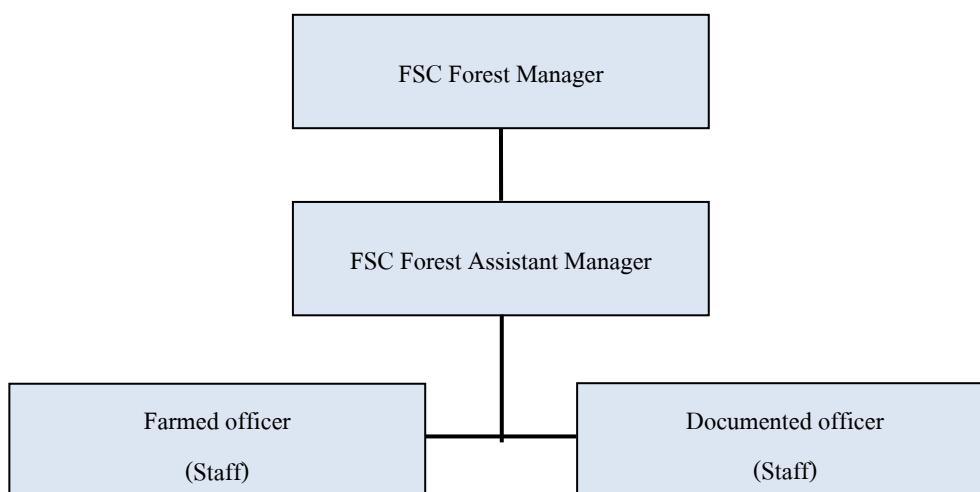 FSC Forest Manager
FSC Forest Assistant Manager
Farmed officer
(Staff)
Documented officer
(Staff)